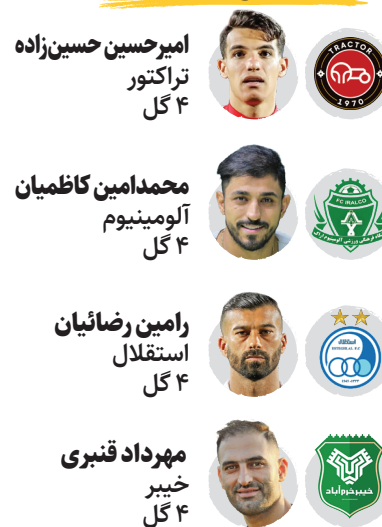 امیرحسین حسین‌زاده
تراکتور
۴ گل
TRACTOR
1970
محمدامین کاظمیان
آلومینیوم
۴ گل
FC IRALCO
رامین رضائیان
استقلال
۴ گل
استقلال
مهرداد قنبری
خیبر
۴ گل
خیبر خرم‌آباد